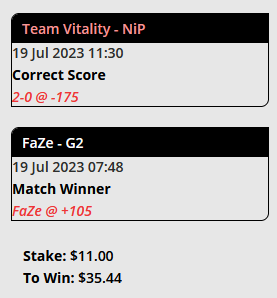 Team Vitality - NiP
19 Jul 2023 11:30
Correct Score
2-0 @ -175
FaZe - G2
19 Jul 2023 07:48
Match Winner
FaZe @ +105
Stake: $11.00
To Win: $35.44